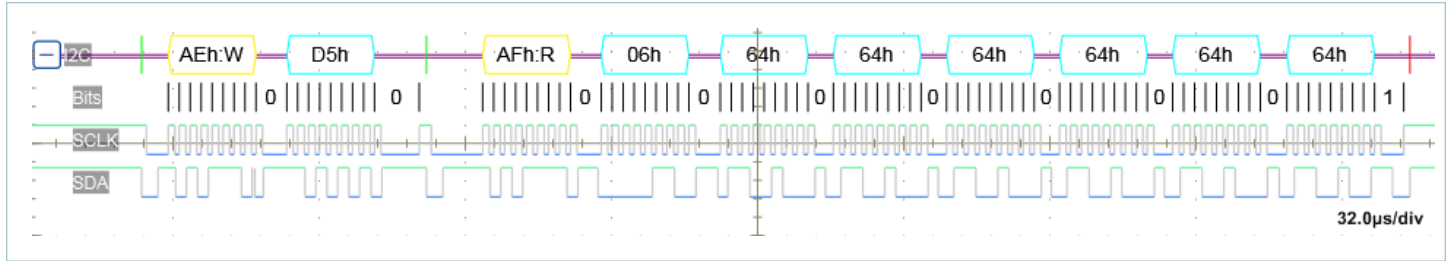 I2C AEh:W D5h AFh:R 06h 64h 64h 64h 64h 64h 64h
Bits 0 0 0 0 0 0 0 0 0 1
SCLK
SDA
32.0µs/div